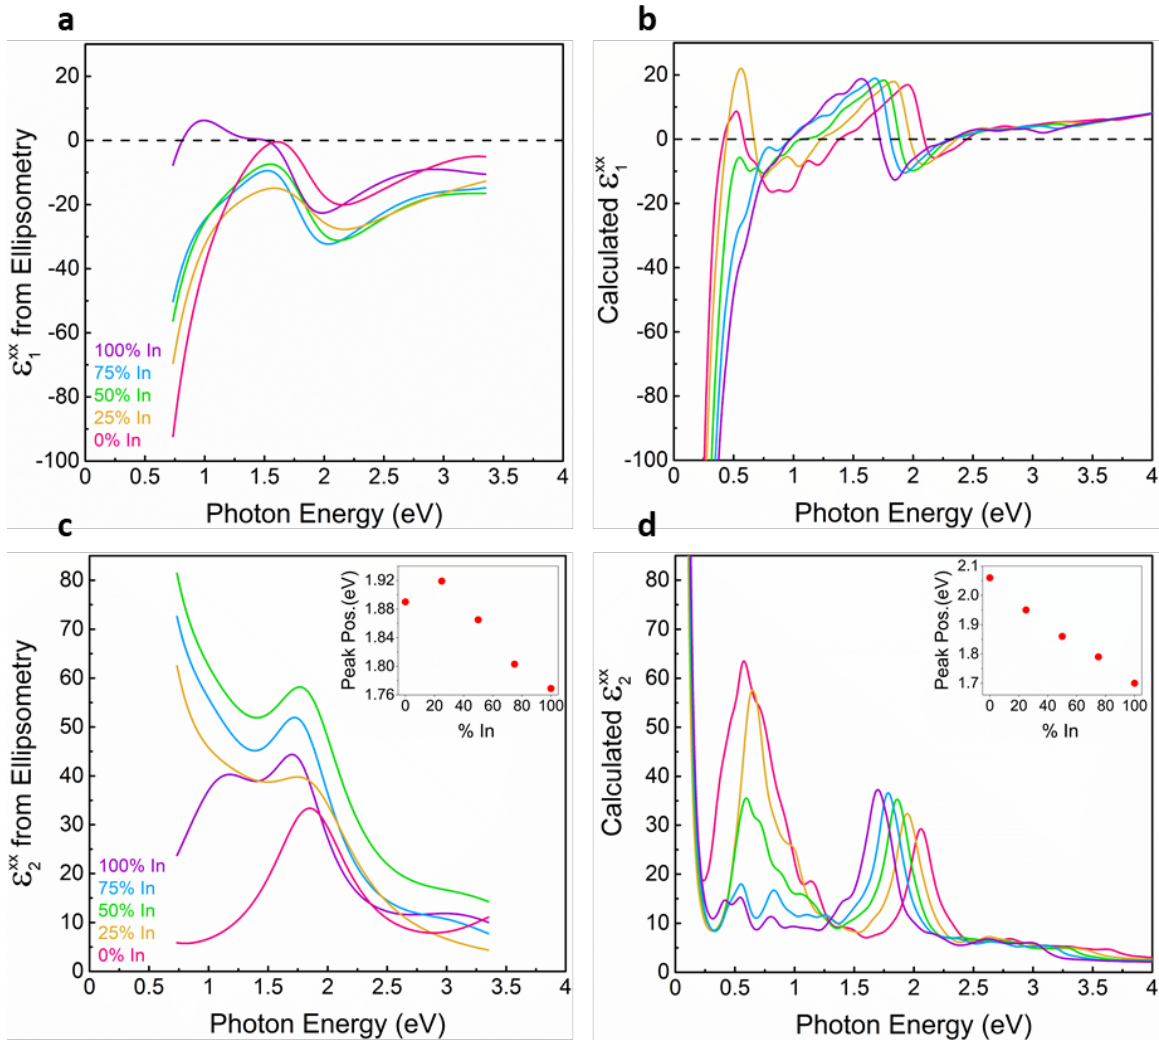 a
ε₁ˣˣ from Ellipsometry
20
0
-20
-40
-60
-80
-100
100% In
75% In
50% In
25% In
0% In
0 0.5 1 1.5 2 2.5 3 3.5 4
Photon Energy (eV)
b
Calculated ε₁ˣˣ
20
0
-20
-40
-60
-80
-100
0 0.5 1 1.5 2 2.5 3 3.5 4
Photon Energy (eV)
c
ε₂ˣˣ from Ellipsometry
80
70
60
50
40
30
20
10
0
100% In
75% In
50% In
25% In
0% In
0 0.5 1 1.5 2 2.5 3 3.5 4
Photon Energy (eV)
Peak Pos.(eV)
1.92
1.88
1.84
1.80
1.76
0 20 40 60 80 100
% In
d
Calculated ε₂ˣˣ
80
70
60
50
40
30
20
10
0
0 0.5 1 1.5 2 2.5 3 3.5 4
Photon Energy (eV)
Peak Pos.(eV)
2.1
2.0
1.9
1.8
1.7
0 20 40 60 80 100
% In